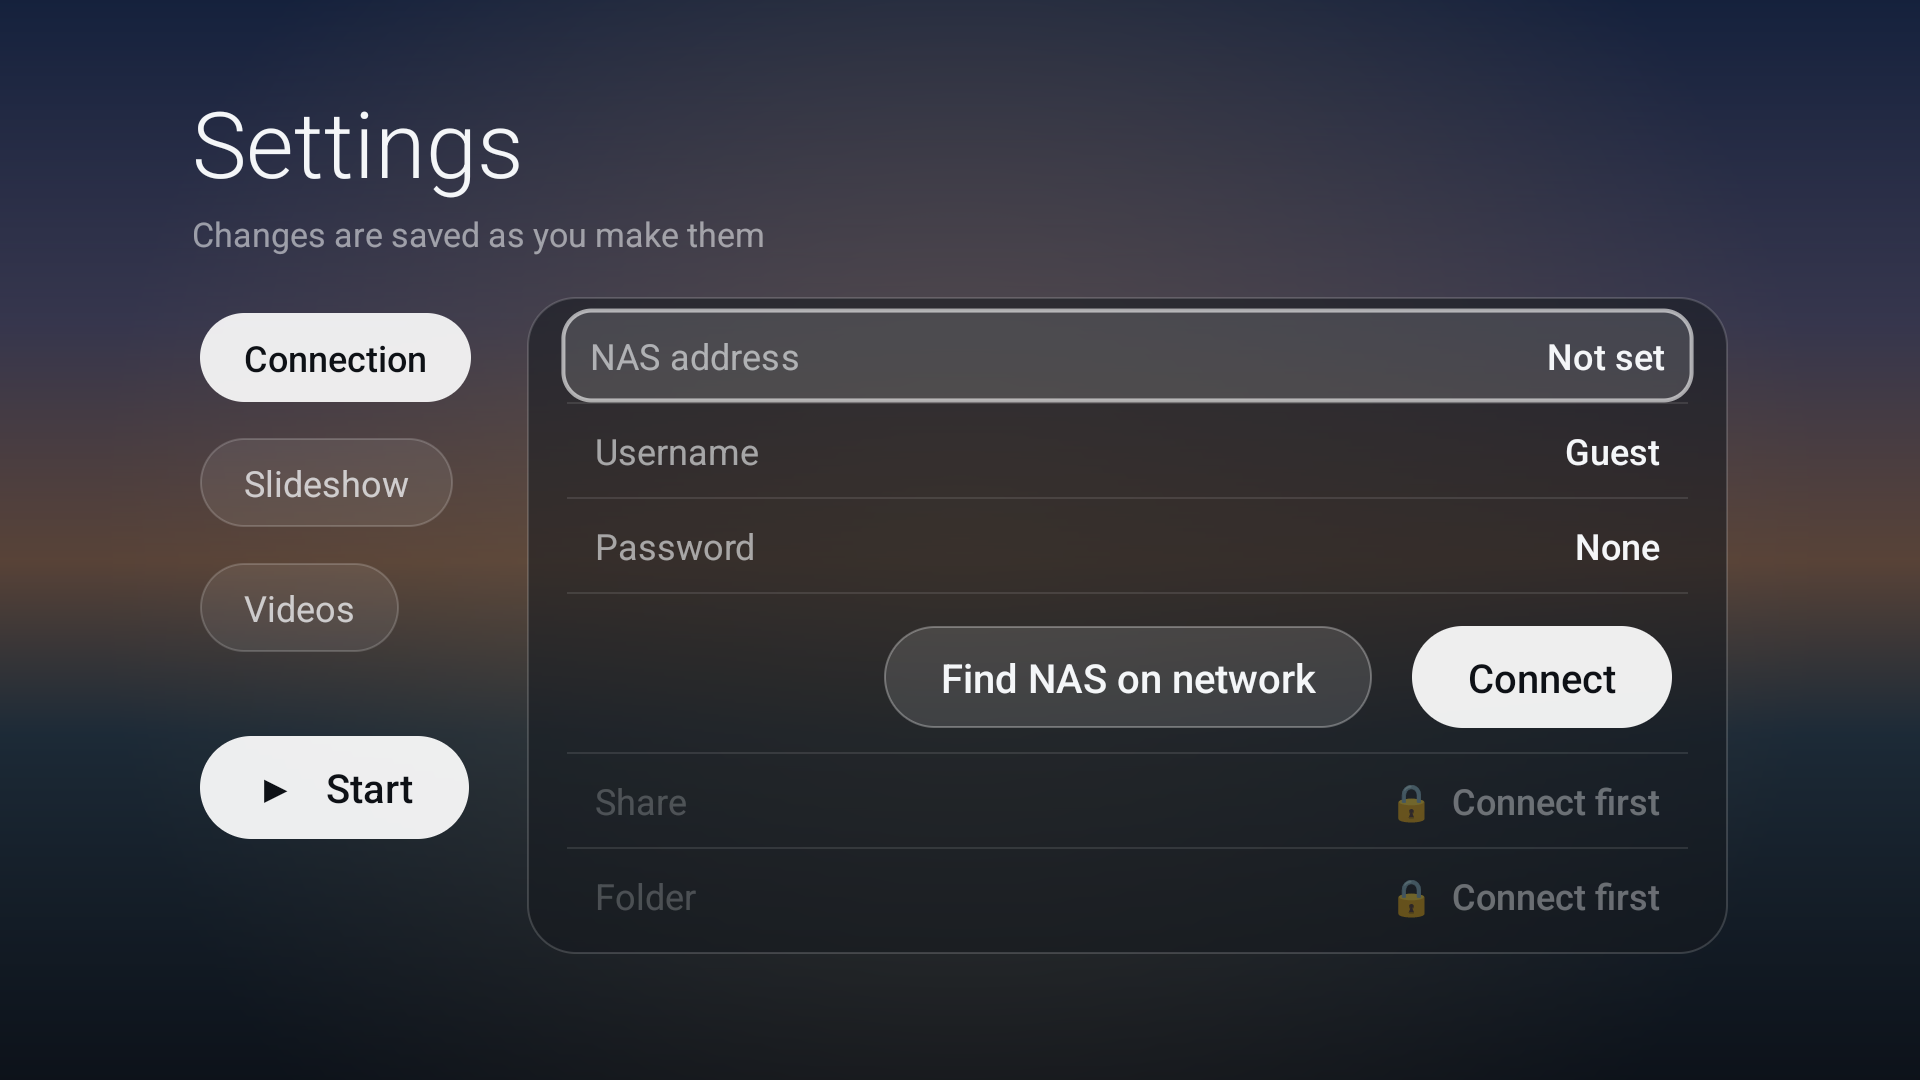 Settings
Changes are saved as you make them
Connection
Slideshow
Videos
▶ Start
NAS address Not set
Username Guest
Password None
Find NAS on network Connect
Share 🔒 Connect first
Folder 🔒 Connect first